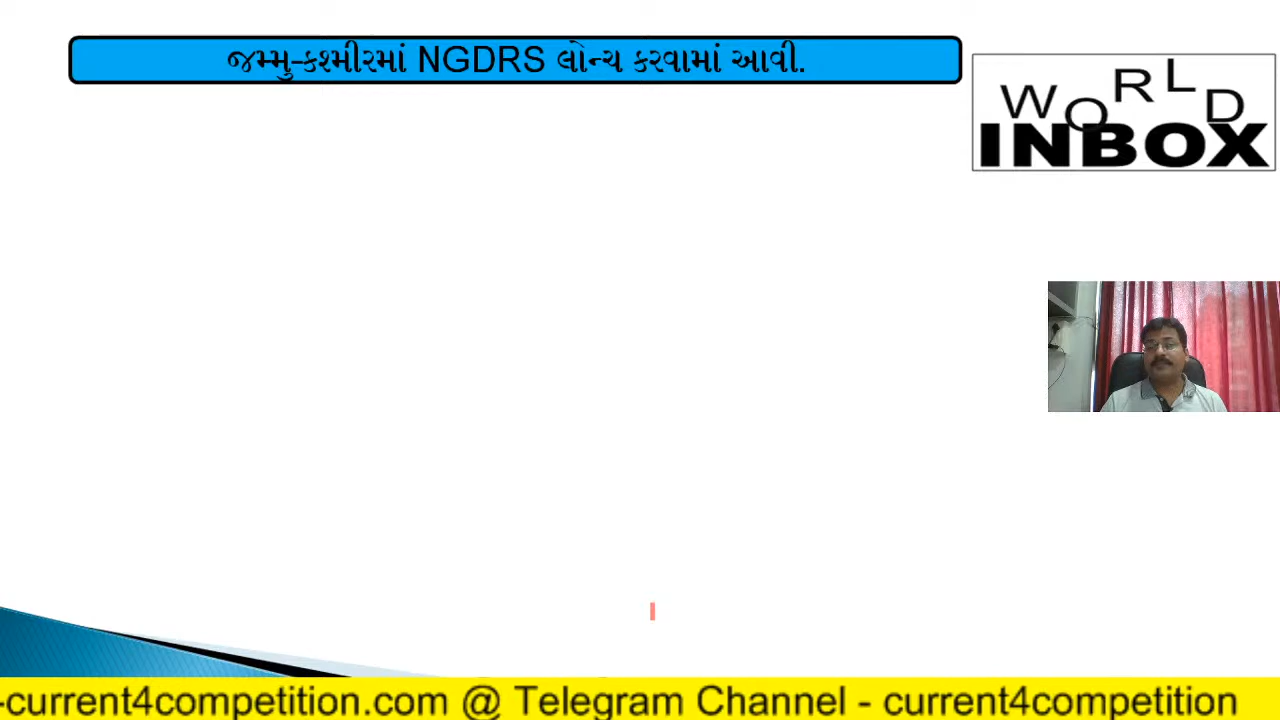 જમ્મુ-કશ્મીરમાં NGDRS લોન્ચ કરવામાં આવી.
WORLD
INBOX
-current4competition.com @ Telegram Channel - current4competition